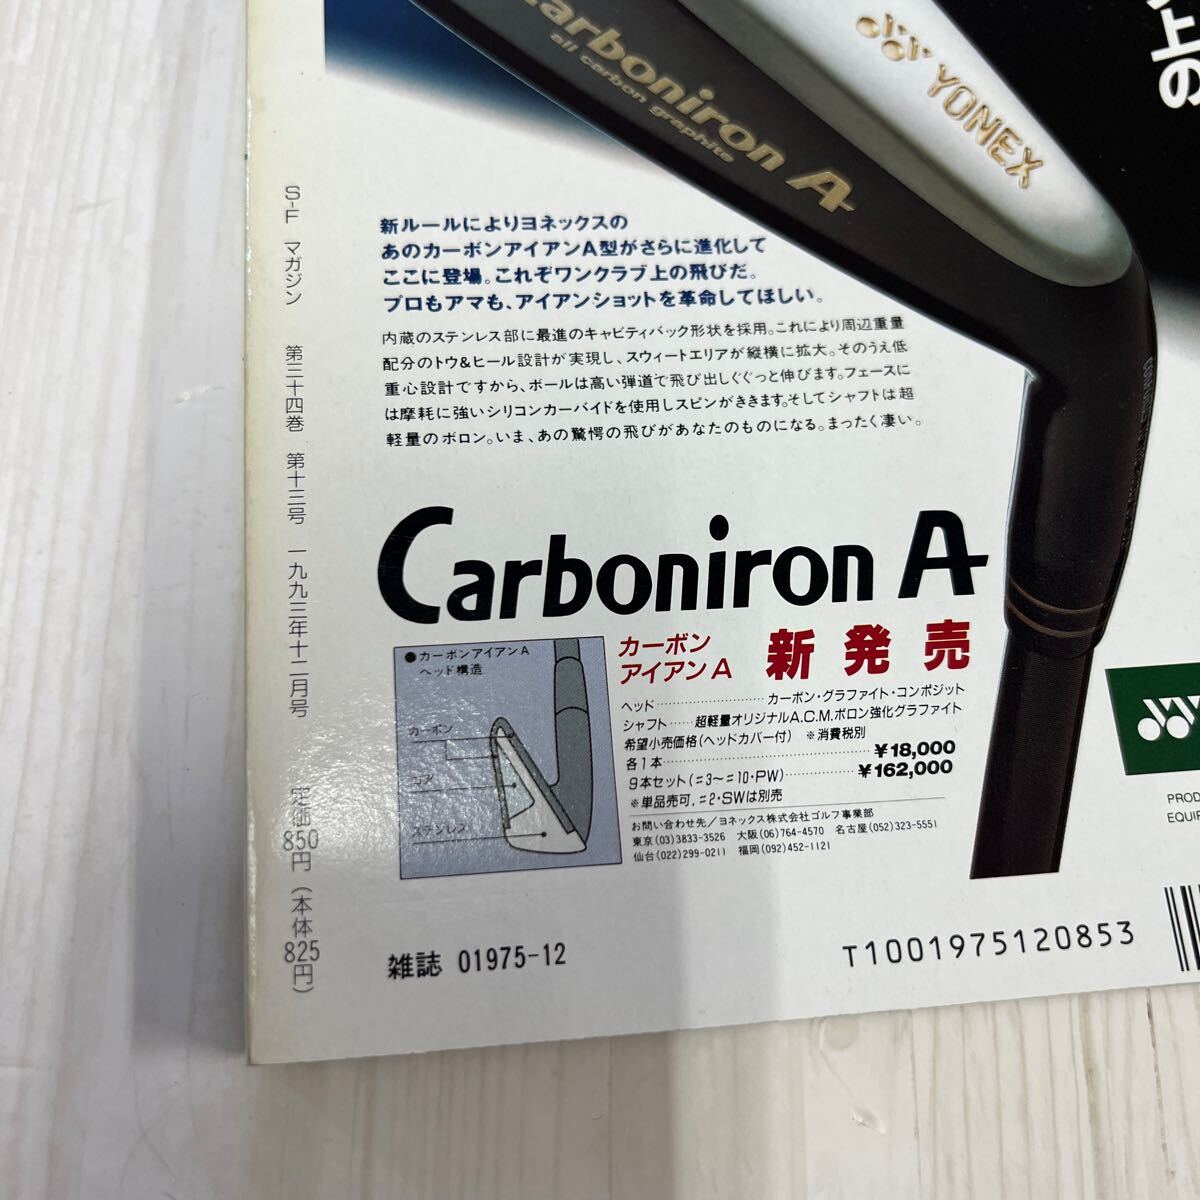 Carboniron A
all carbon graphite
YONEX
上の
新ルールによりヨネックスの
あのカーボンアイアンA型がさらに進化して
ここに登場。これぞワンクラブ上の飛びだ。
プロもアマも、アイアンショットを革命してほしい。
内蔵のステンレス部に最進のキャビティバック形状を採用。これにより周辺重量
配分のトウ&ヒール設計が実現し、スウィートエリアが縦横に拡大。そのうえ低
重心設計ですから、ボールは高い弾道で飛び出しぐぐっと伸びます。フェースに
は摩耗に強いシリコンカーバイドを使用しスピンがききます。そしてシャフトは超
軽量のボロン。いま、あの驚愕の飛びがあなたのものになる。まったく凄い。
Carboniron A
●カーボンアイアンA
ヘッド構造
カーボン
コア
ステンレス
カーボン
アイアンA
新発売
ヘッド…………………カーボン・グラファイト・コンポジット
シャフト……超軽量オリジナルA.C.M.ボロン強化グラファイト
希望小売価格(ヘッドカバー付) ※消費税別
各1本………………………………¥18,000
9本セット(♯3〜♯10・PW)……………¥162,000
※単品売可，♯2・SWは別売
お問い合わせ先/ヨネックス株式会社ゴルフ事業部
東京(03)3833-3526 大阪(06)764-4570 名古屋(052)323-5551
仙台(022)299-0211 福岡(092)452-1121
PROD
EQUIP
雑誌 01975-12
T1001975120853
S-Fマガジン 第三十四巻 第十三号 一九九三年十二月号 定価850円(本体825円)